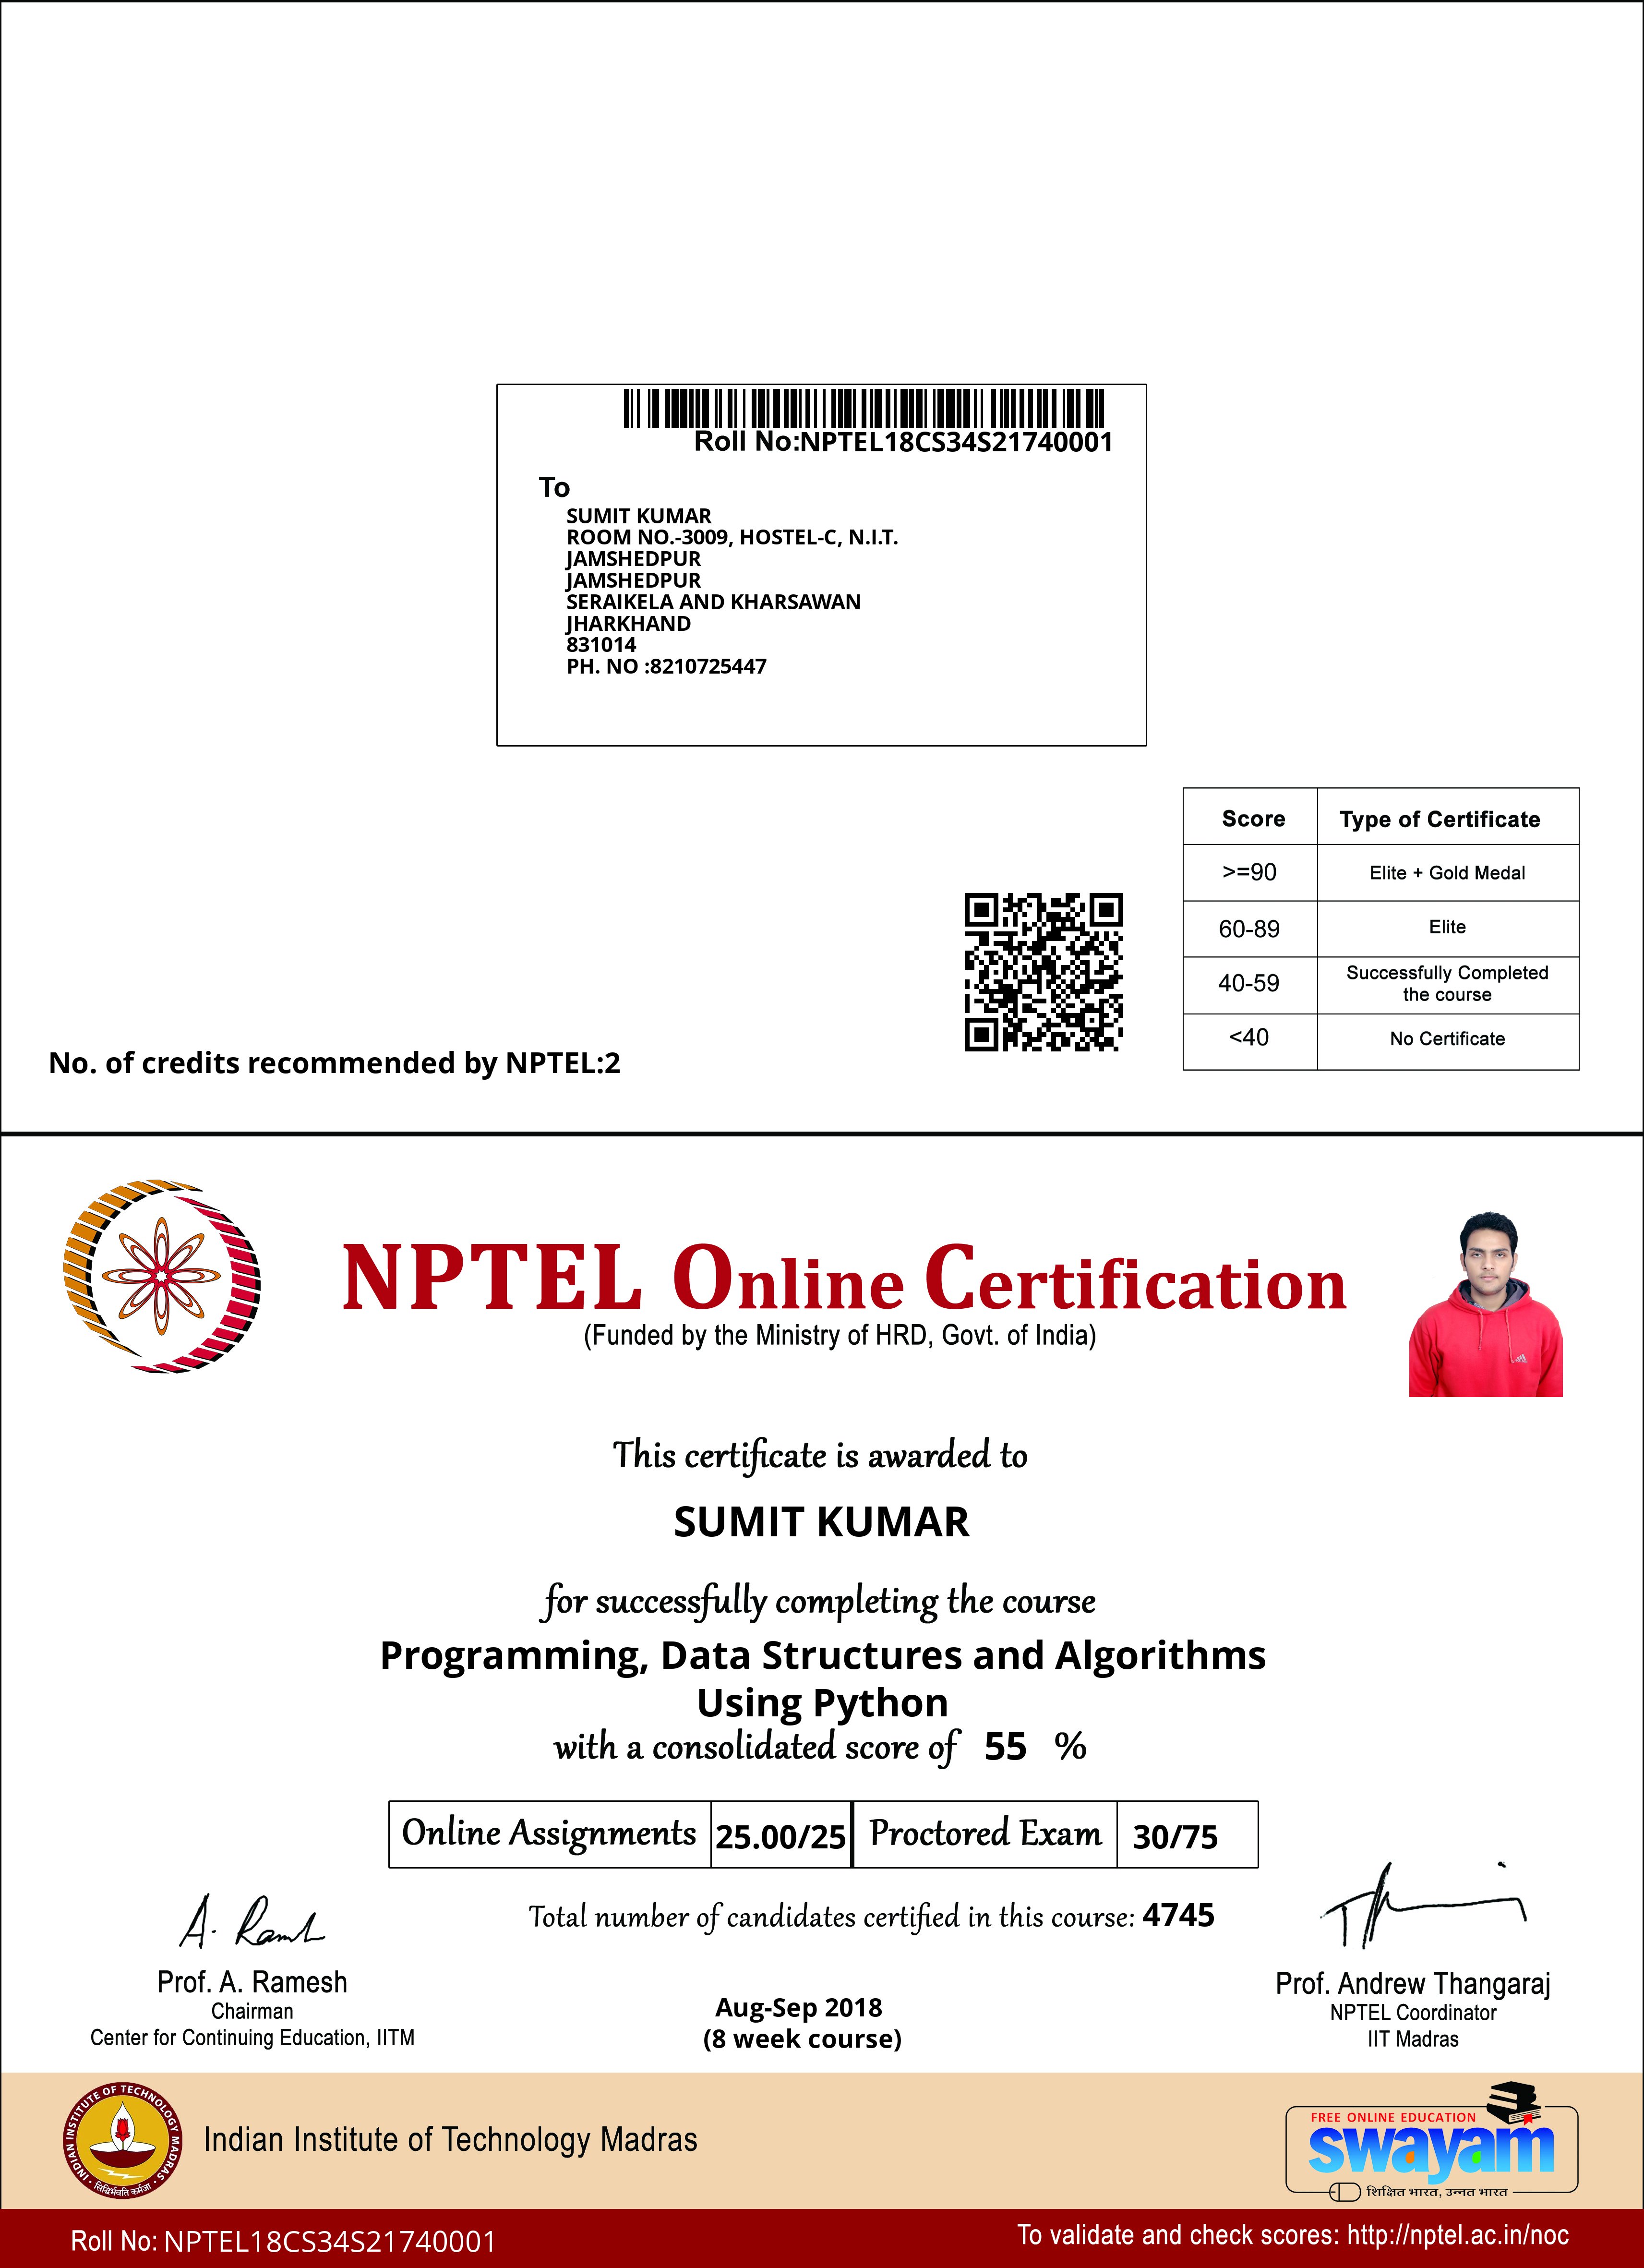 Roll No:NPTEL18CS34S21740001
To
SUMIT KUMAR
ROOM NO.-3009, HOSTEL-C, N.I.T.
JAMSHEDPUR
JAMSHEDPUR
SERAIKELA AND KHARSAWAN
JHARKHAND
831014
PH. NO :8210725447
Score Type of Certificate
>=90 Elite + Gold Medal
60-89 Elite
40-59 Successfully Completed
the course
<40 No Certificate
No. of credits recommended by NPTEL:2
NPTEL Online Certification
(Funded by the Ministry of HRD, Govt. of India)
This certificate is awarded to
SUMIT KUMAR
for successfully completing the course
Programming, Data Structures and Algorithms
Using Python
with a consolidated score of 55 %
Online Assignments 25.00/25 Proctored Exam 30/75
Total number of candidates certified in this course: 4745
A. Ramesh
Prof. A. Ramesh
Chairman
Center for Continuing Education, IITM
Aug-Sep 2018
(8 week course)
Prof. Andrew Thangaraj
NPTEL Coordinator
IIT Madras
INDIAN INSTITUTE OF TECHNOLOGY MADRAS
सिद्धिर्भवति कर्मजा
Indian Institute of Technology Madras
FREE ONLINE EDUCATION
swayam
शिक्षित भारत, उन्नत भारत
Roll No: NPTEL18CS34S21740001
To validate and check scores: http://nptel.ac.in/noc